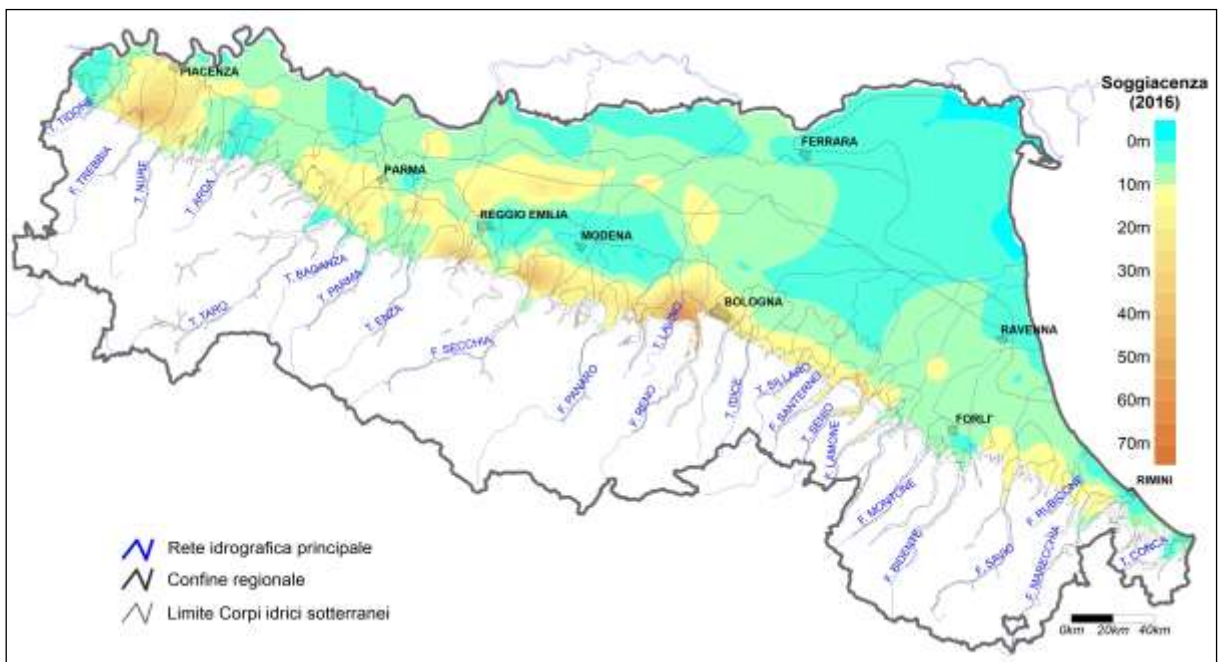 PIACENZA
T. TIDONE
F. TREBBIA
T. NURE
T. ARDA
PARMA
REGGIO EMILIA
MODENA
FERRARA
BOLOGNA
RAVENNA
FORLI'
RIMINI
T. TARO
T. BAGANZA
T. PARMA
T. ENZA
F. SECCHIA
F. PANARO
F. RENO
T. LAVINO
T. IDICE
T. SILLARO
F. SANTERNO
T. SENIO
F. LAMONE
F. MONTONE
F. BIDENTE
F. SAVIO
F. RUBICONE
F. MARECCHIA
T. CONCA
Soggiacenza
(2016)
0m
10m
20m
30m
40m
50m
60m
70m
Rete idrografica principale
Confine regionale
Limite Corpi idrici sotterranei
0km 20km 40km